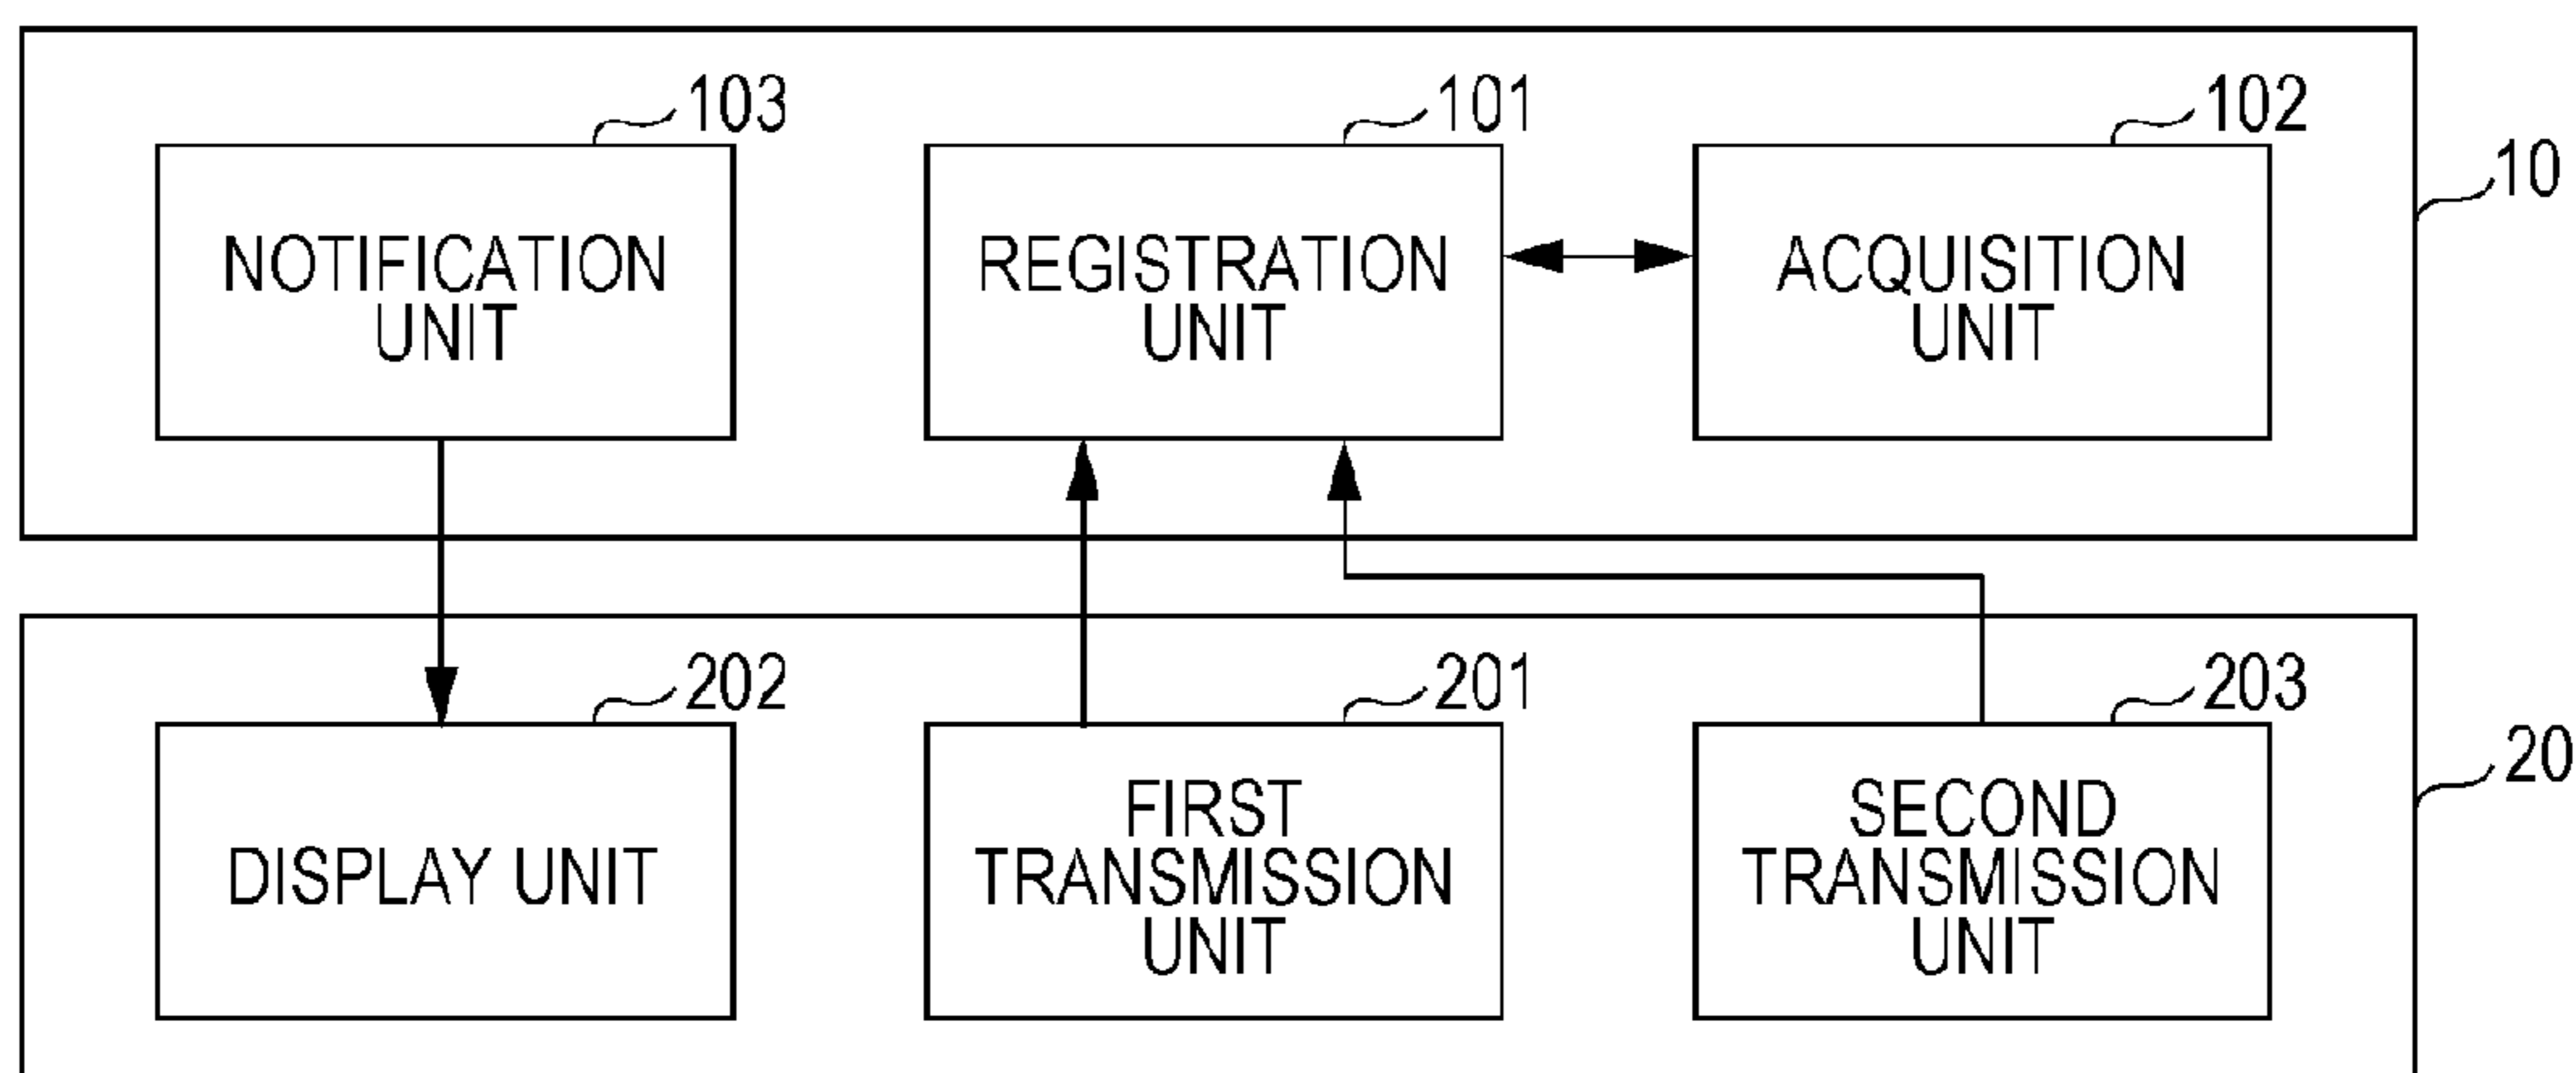 103
101
102
10
NOTIFICATION
UNIT
REGISTRATION
UNIT
ACQUISITION
UNIT
202
201
203
20
DISPLAY UNIT
FIRST
TRANSMISSION
UNIT
SECOND
TRANSMISSION
UNIT